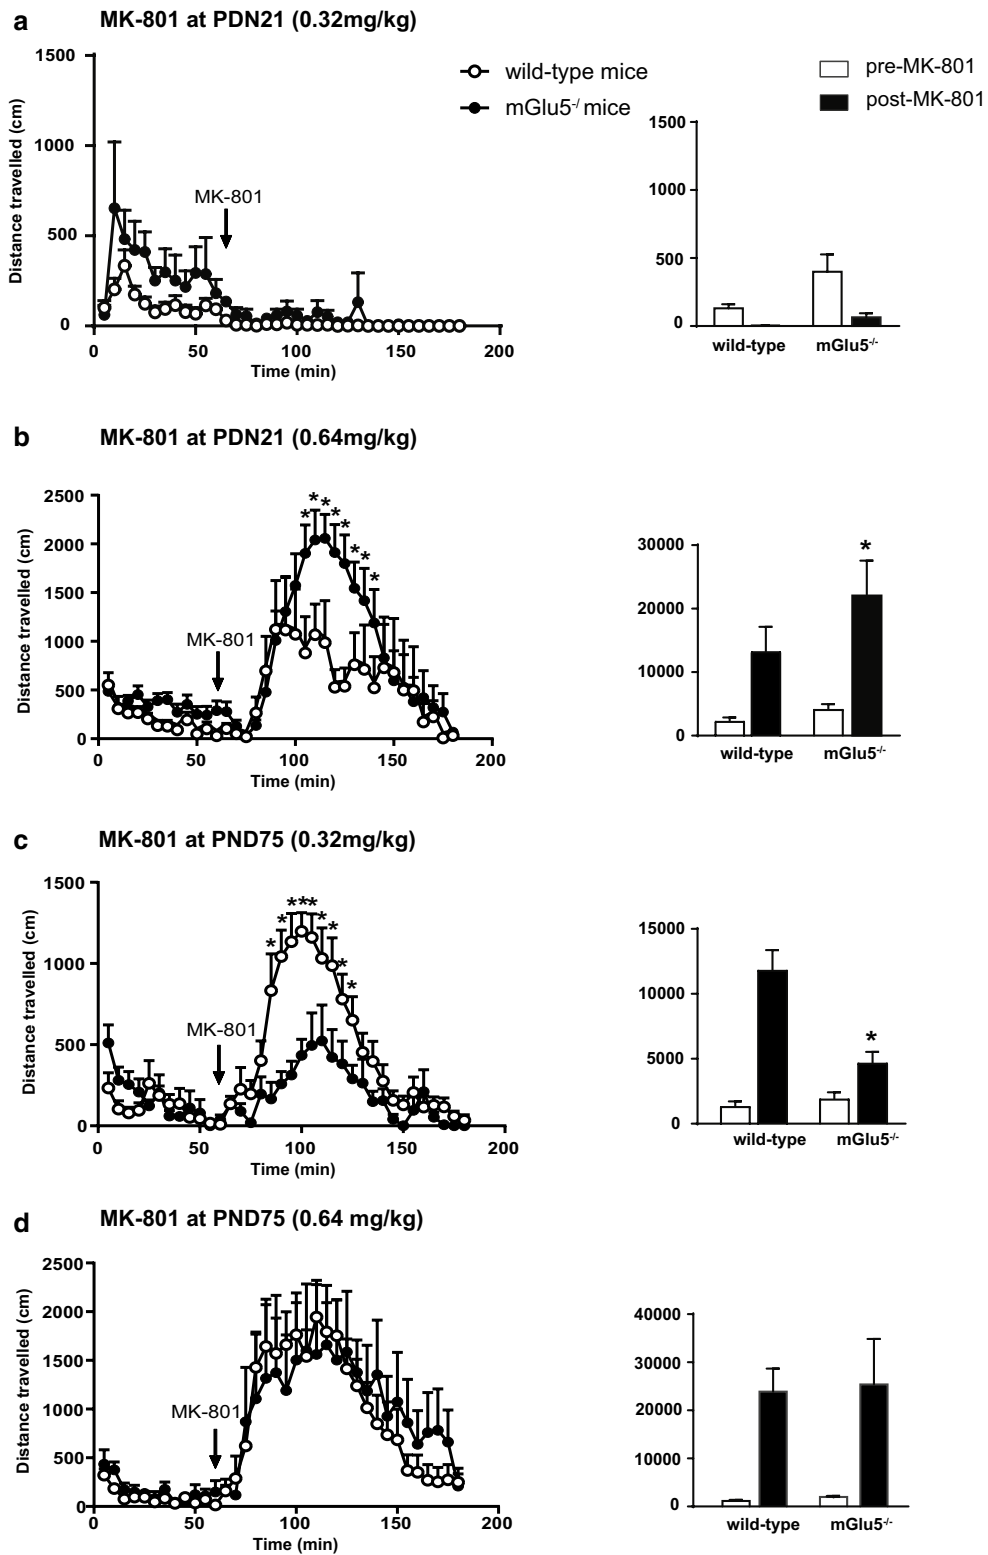 a MK-801 at PDN21 (0.32mg/kg)
wild-type mice
mGlu5-/ mice
pre-MK-801
post-MK-801
Distance travelled (cm)
1500
1000
500
0
MK-801
0 50 100 150 200
Time (min)
1500
1000
500
0
wild-type mGlu5-/-
b MK-801 at PDN21 (0.64mg/kg)
Distance travelled (cm)
2500
2000
1500
1000
500
0
MK-801
* * * * * * * *
0 50 100 150 200
Time (min)
30000
20000
10000
0
*
wild-type mGlu5-/-
c MK-801 at PND75 (0.32mg/kg)
Distance travelled (cm)
1500
1000
500
0
MK-801
* * * * * * * * *
0 50 100 150 200
Time (min)
15000
10000
5000
0
*
wild-type mGlu5-/-
d MK-801 at PND75 (0.64 mg/kg)
Distance travelled (cm)
2500
2000
1500
1000
500
0
MK-801
0 50 100 150 200
Time (min)
40000
30000
20000
10000
0
wild-type mGlu5-/-